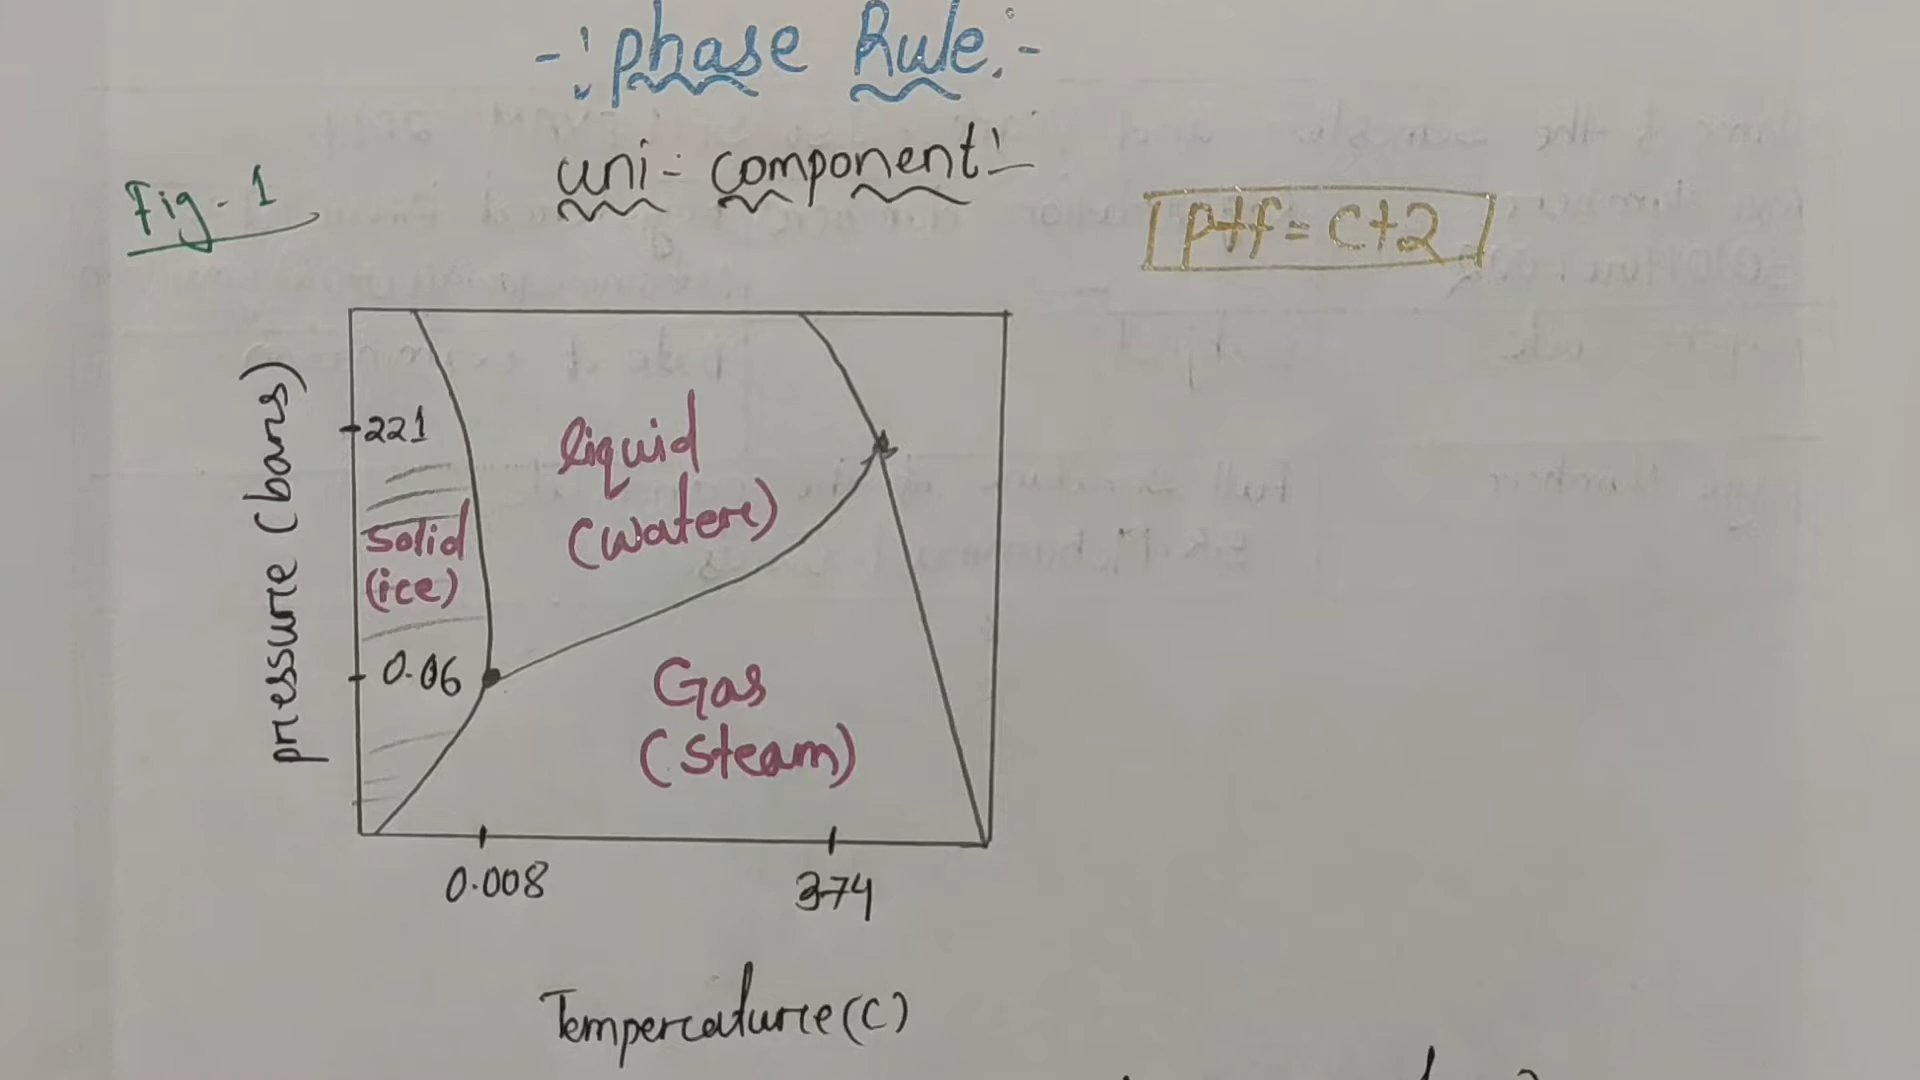 -: phase Rule :-
uni-component:-
Fig-1
p+f = c+2
pressure (bars)
221
liquid
(water)
solid
(ice)
0.06
Gas
(steam)
0.008
374
Temperature (c)